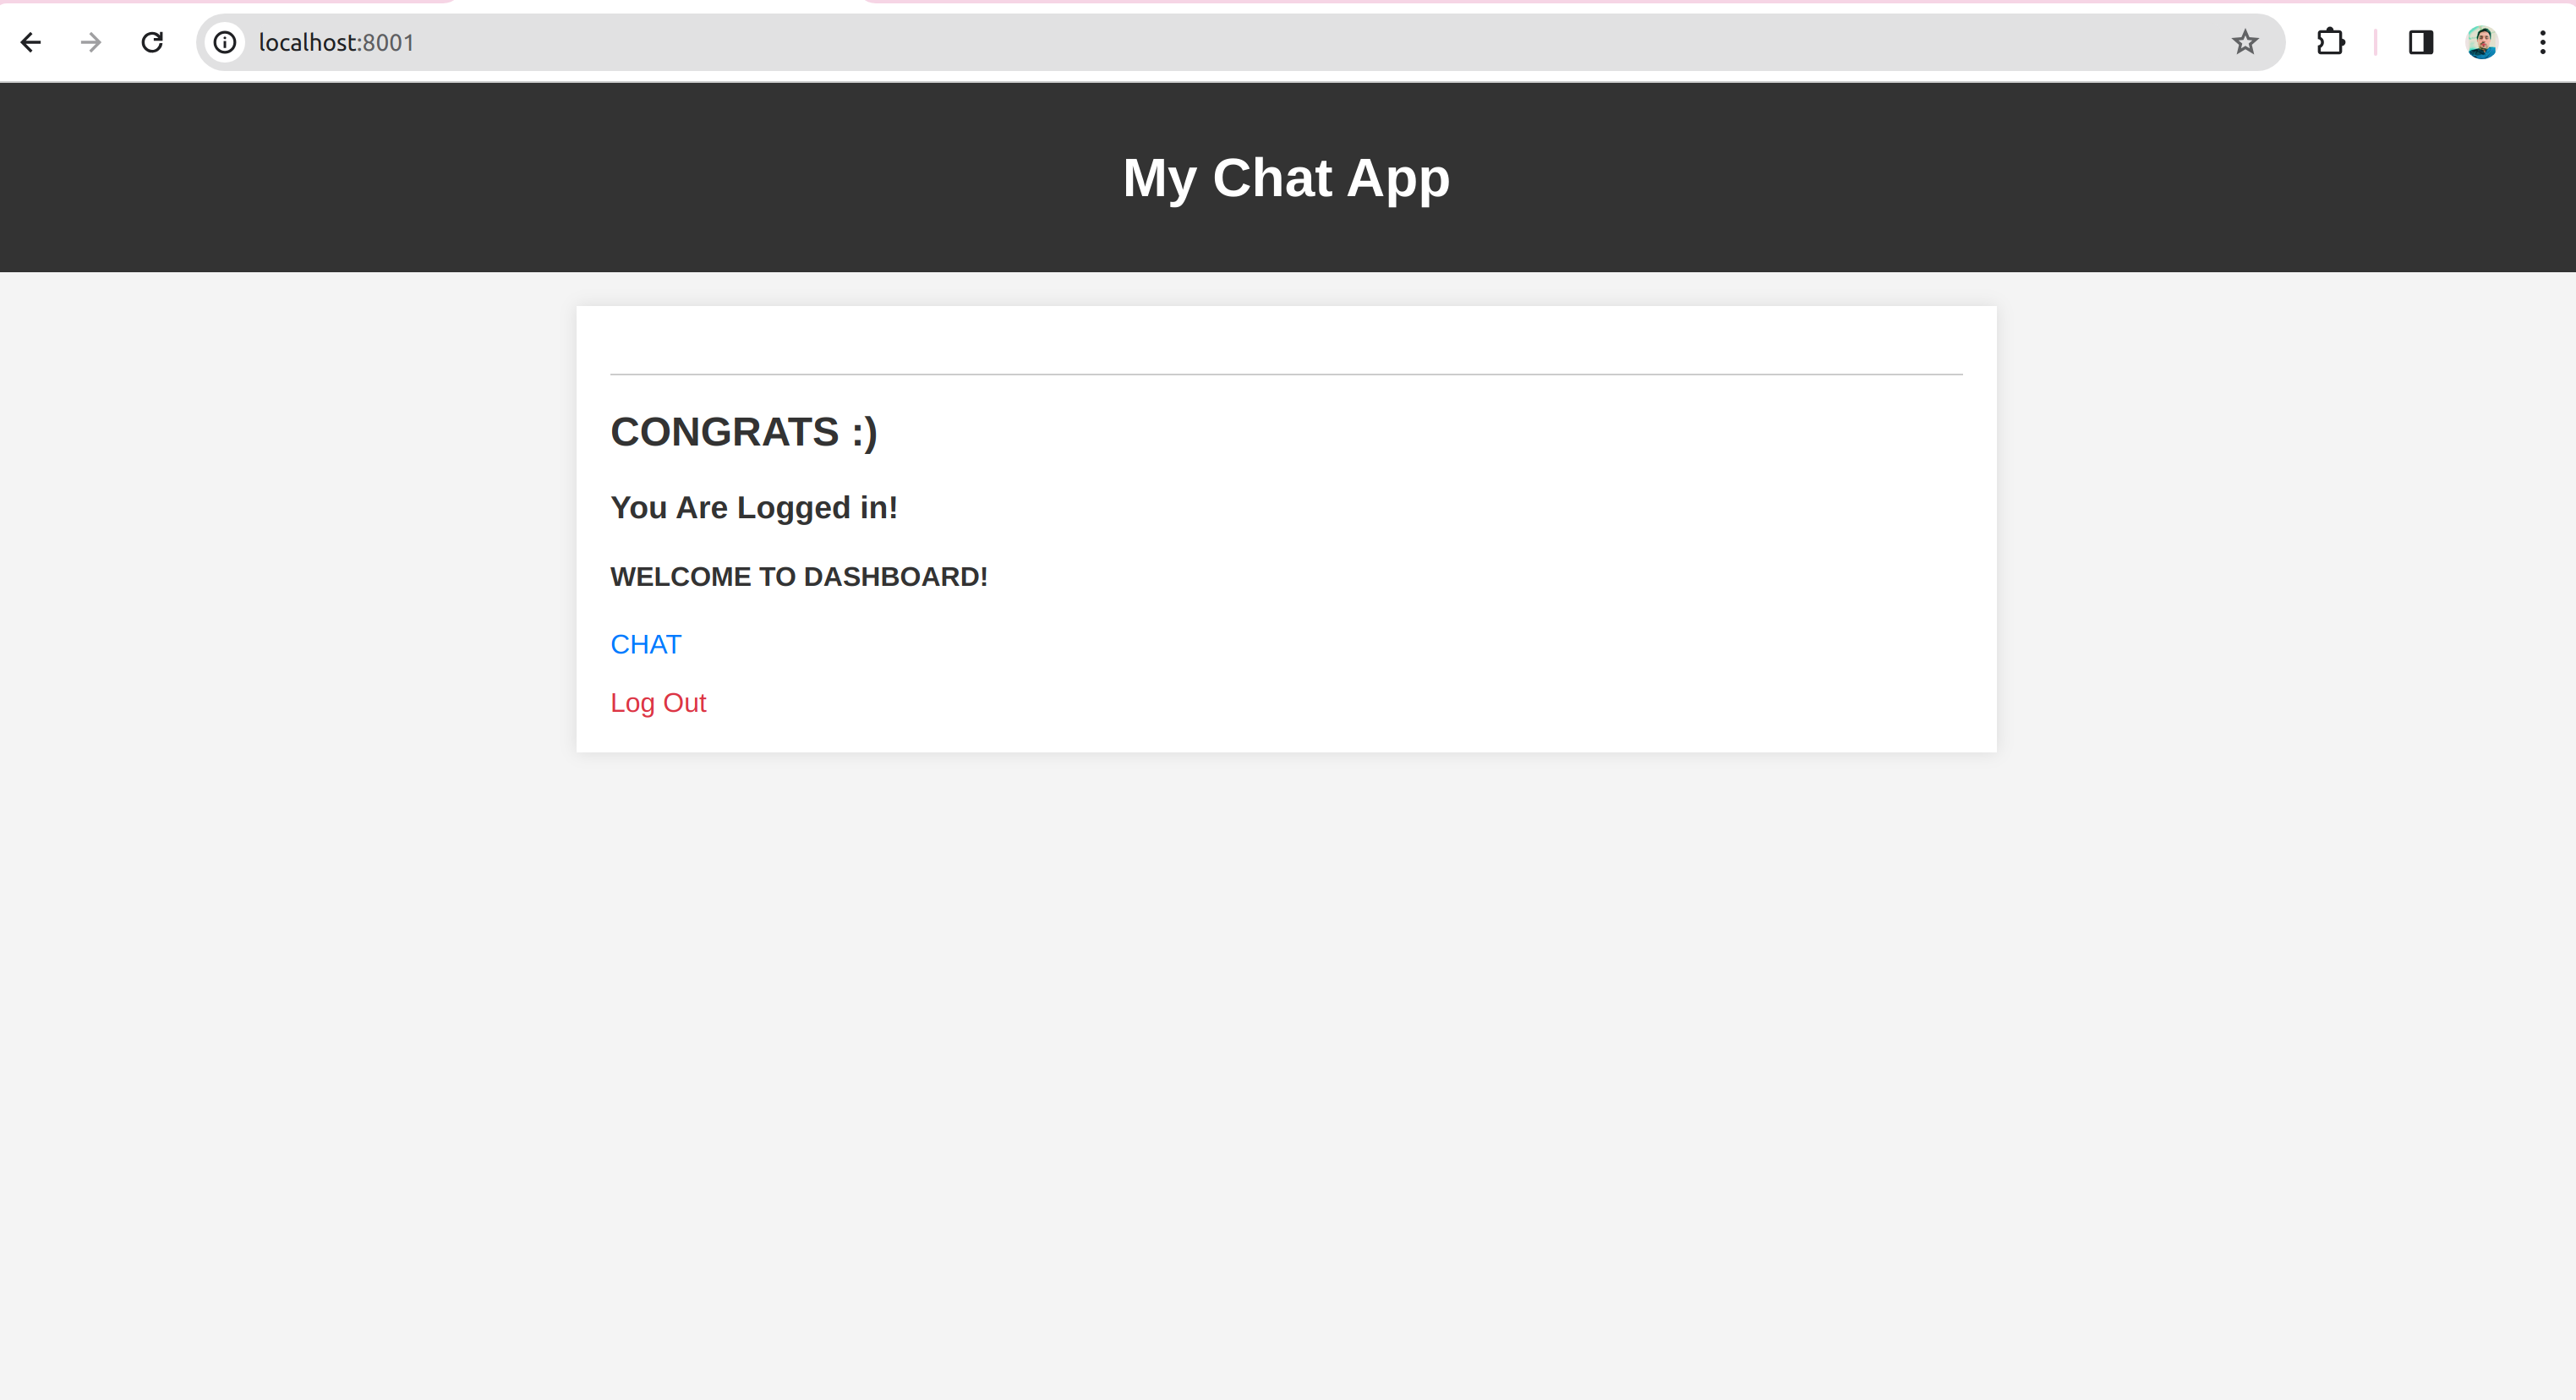 localhost:8001
My Chat App
CONGRATS :)
You Are Logged in!
WELCOME TO DASHBOARD!
CHAT
Log Out